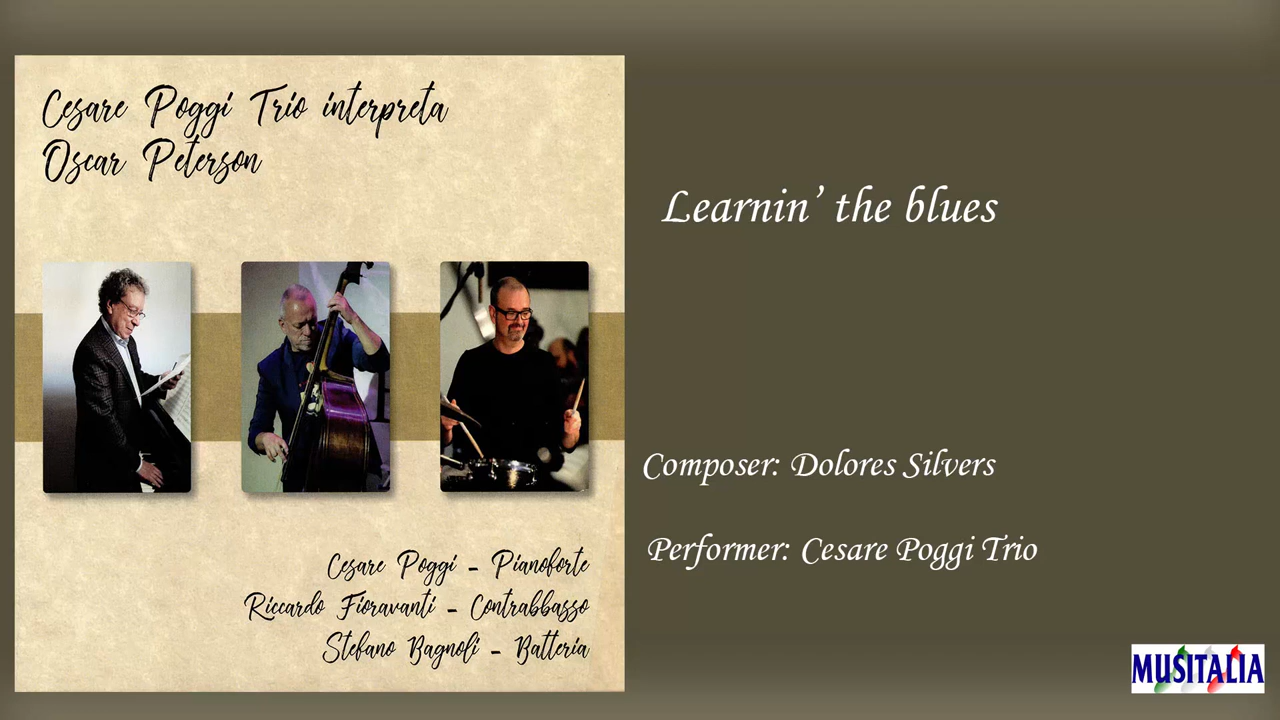 Cesare Poggi Trio interpreta
Oscar Peterson
Cesare Poggi - Pianoforte
Riccardo Fioravanti - Contrabbasso
Stefano Bagnoli - Batteria
Learnin’ the blues
Composer: Dolores Silvers
Performer: Cesare Poggi Trio
MUSITALIA